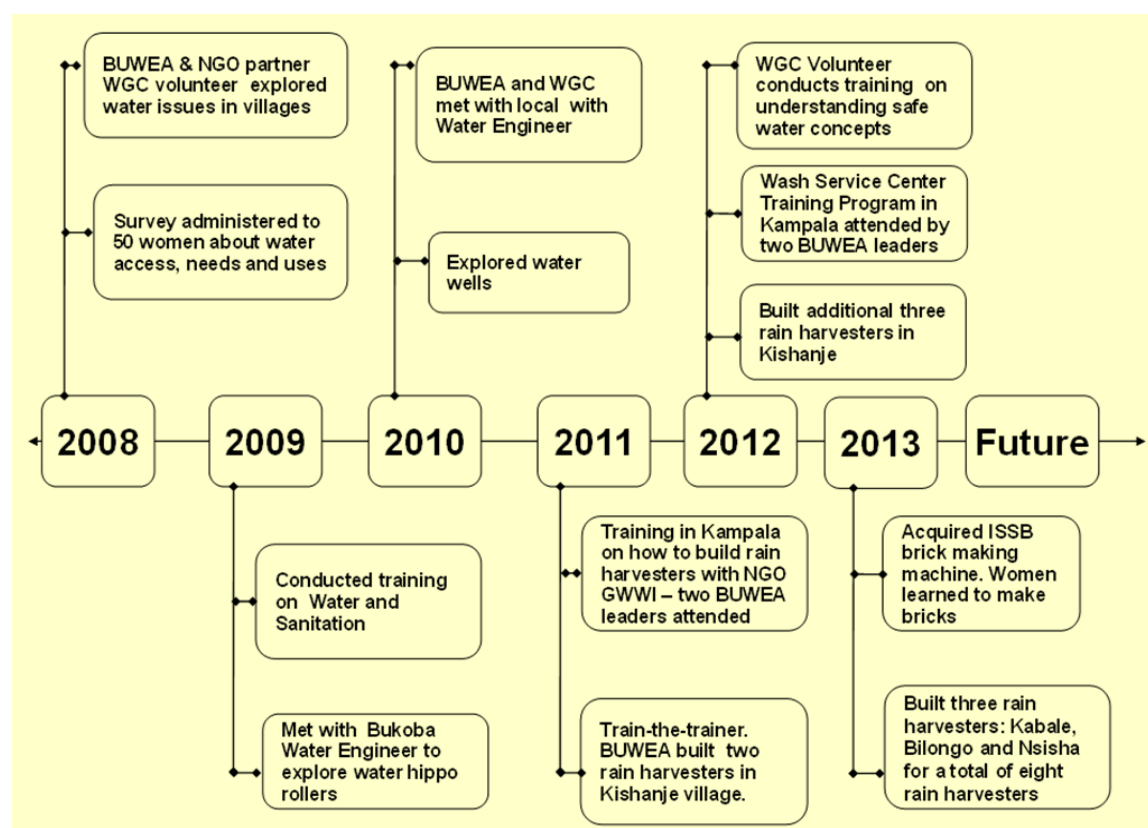 BUWEA & NGO partner
WGC volunteer explored
water issues in villages
Survey administered to
50 women about water
access, needs and uses
BUWEA and WGC
met with local with
Water Engineer
Explored water
wells
WGC Volunteer
conducts training on
understanding safe
water concepts
Wash Service Center
Training Program in
Kampala attended by
two BUWEA leaders
Built additional three
rain harvesters in
Kishanje
2008
2009
2010
2011
2012
2013
Future
Conducted training
on Water and
Sanitation
Met with Bukoba
Water Engineer to
explore water hippo
rollers
Training in Kampala
on how to build rain
harvesters with NGO
GWWI – two BUWEA
leaders attended
Train-the-trainer.
BUWEA built two
rain harvesters in
Kishanje village.
Acquired ISSB
brick making
machine. Women
learned to make
bricks
Built three rain
harvesters: Kabale,
Bilongo and Nsisha
for a total of eight
rain harvesters